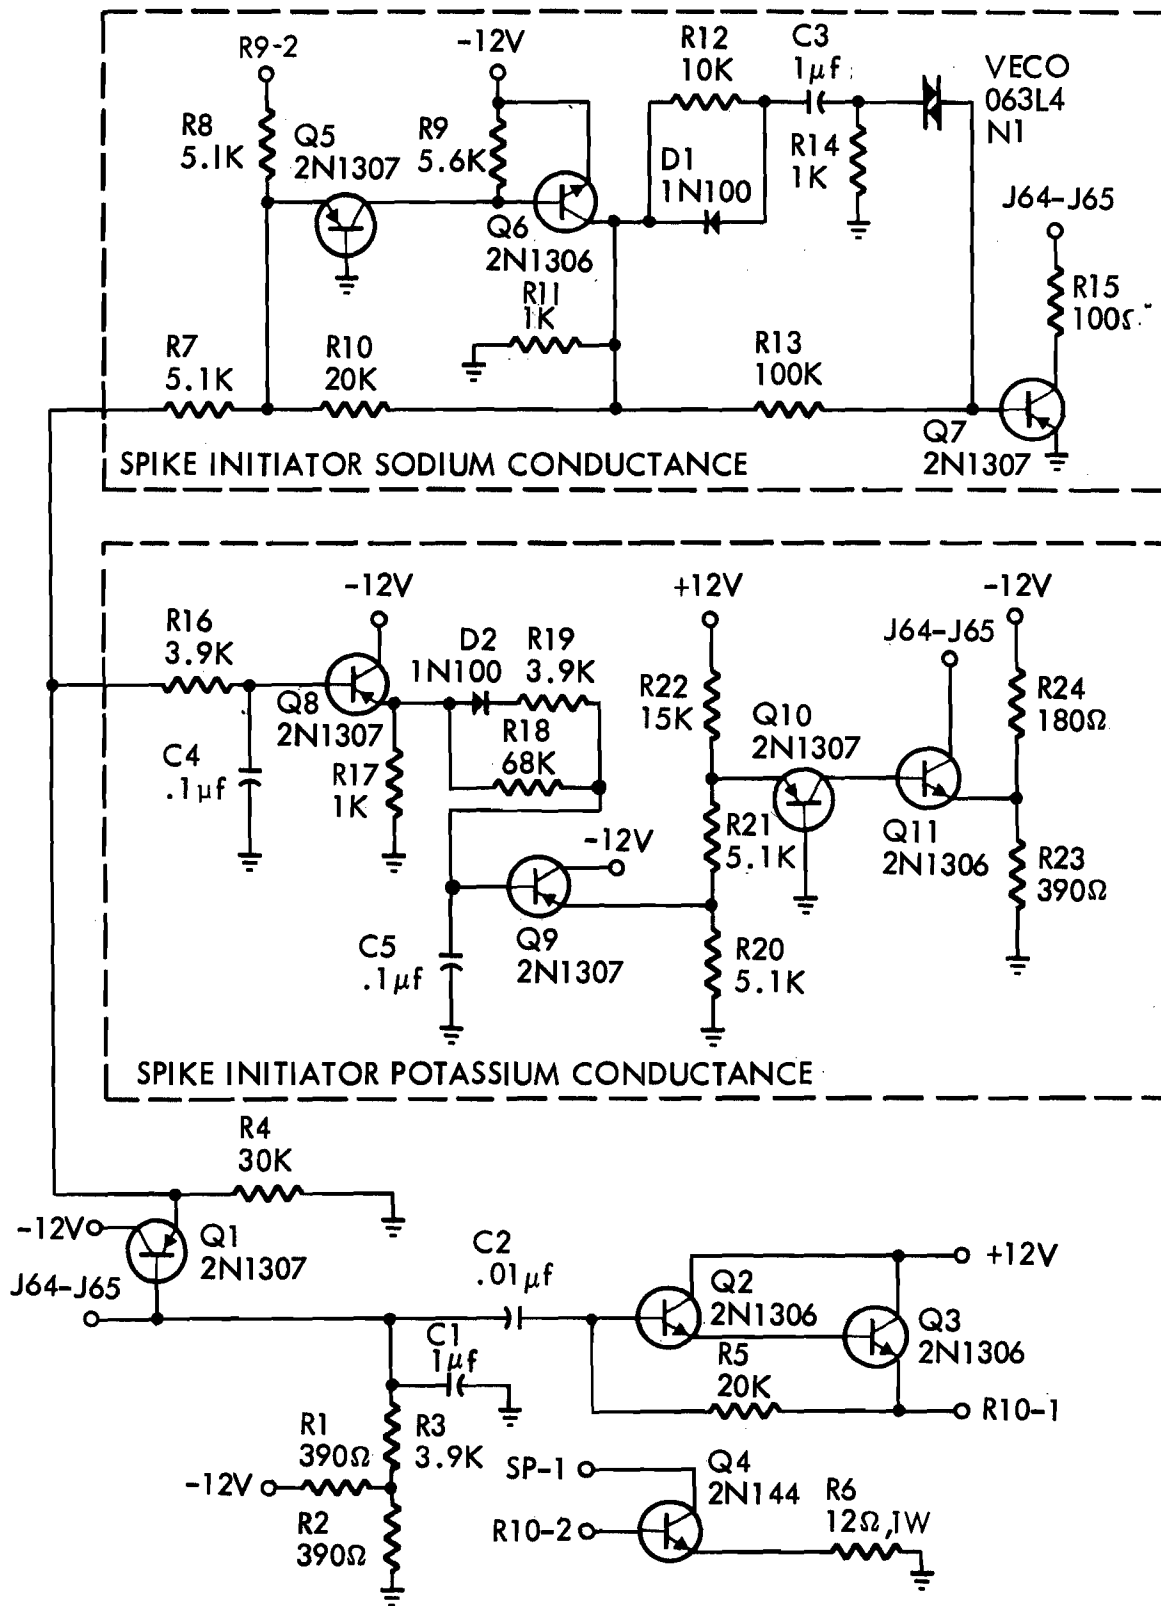 R9-2
-12V
R12
10K
C3
1μf
VECO
063L4
N1
R8
5.1K
Q5
2N1307
R9
5.6K
D1
1N100
R14
1K
J64-J65
Q6
2N1306
R11
1K
R15
100Ω
R7
5.1K
R10
20K
R13
100K
Q7
2N1307
SPIKE INITIATOR SODIUM CONDUCTANCE
-12V
+12V
-12V
R16
3.9K
D2
1N100
R19
3.9K
J64-J65
Q8
2N1307
R22
15K
Q10
2N1307
R24
180Ω
C4
.1μf
R17
1K
R18
68K
-12V
R21
5.1K
Q11
2N1306
R23
390Ω
C5
.1μf
Q9
2N1307
R20
5.1K
SPIKE INITIATOR POTASSIUM CONDUCTANCE
R4
30K
-12V
Q1
2N1307
C2
.01μf
+12V
J64-J65
Q2
2N1306
Q3
2N1306
C1
1μf
R5
20K
R10-1
R1
390Ω
R3
3.9K
SP-1
Q4
2N144
-12V
R2
390Ω
R10-2
R6
12Ω,1W